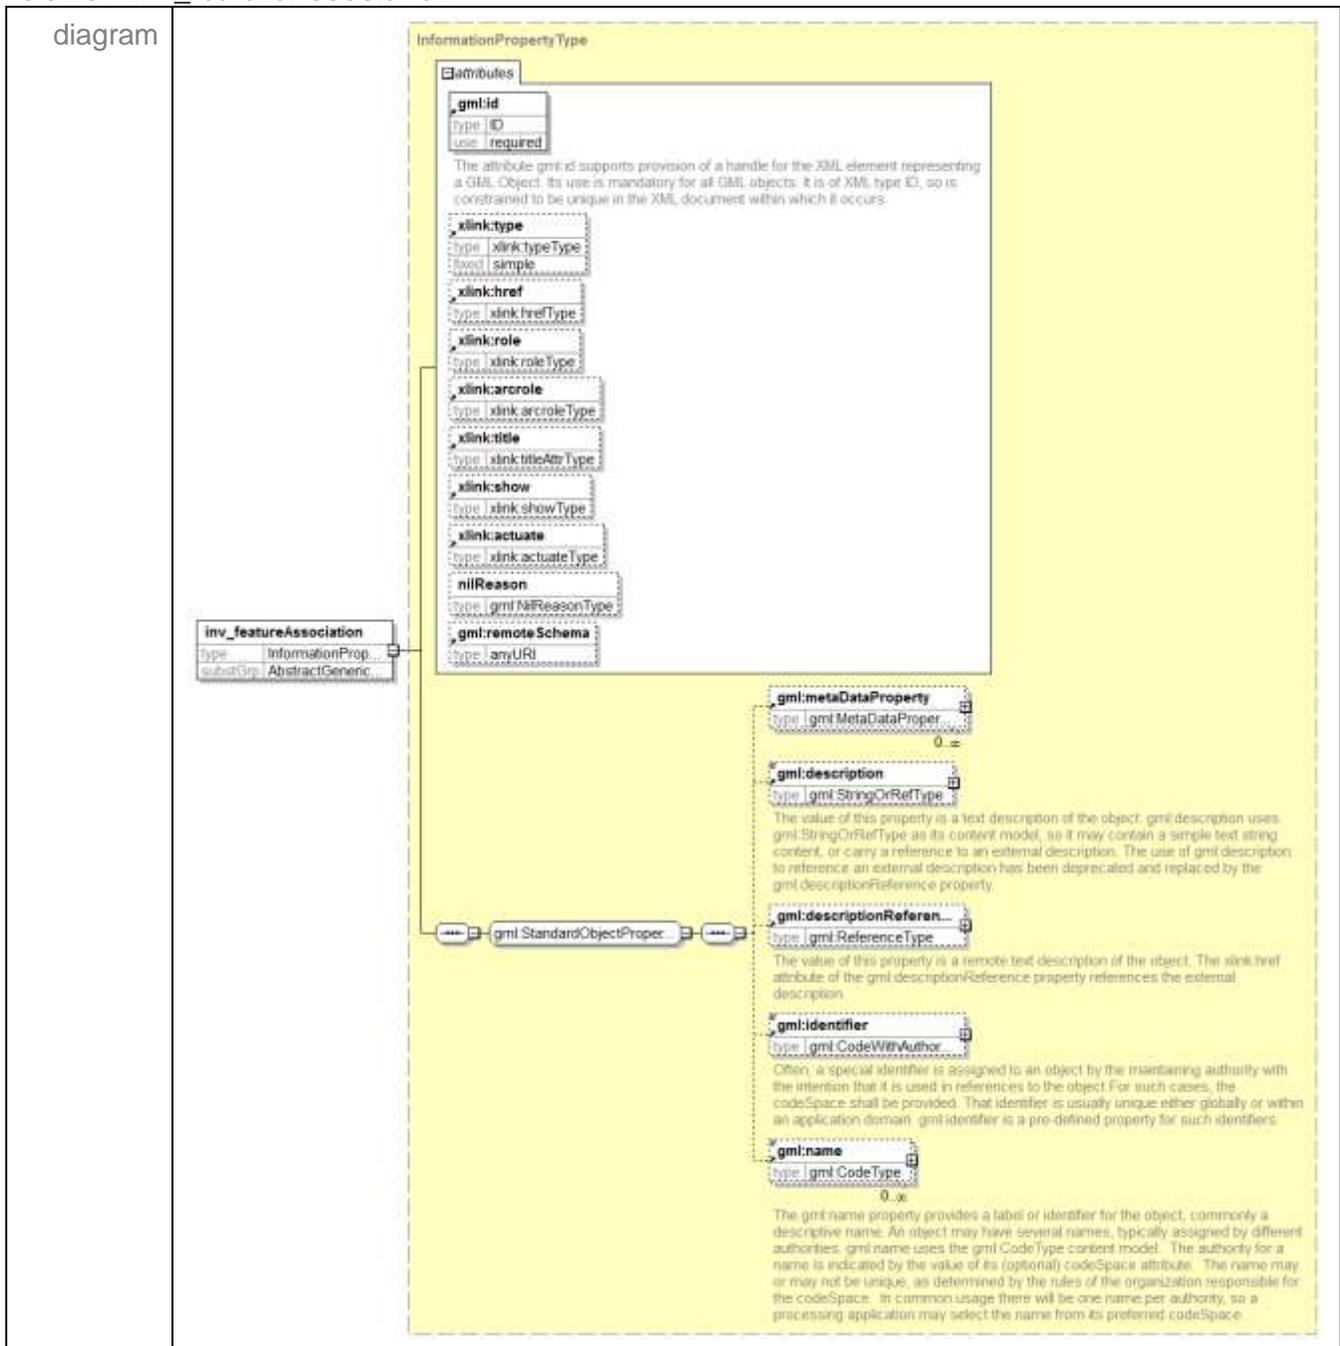 diagram
InformationPropertyType
attributes
gml:id
type ID
use required
The attribute gml:id supports provision of a handle for the XML element representing
a GML Object. Its use is mandatory for all GML objects. It is of XML type ID, so is
constrained to be unique in the XML document within which it occurs.
xlink:type
type xlink:typeType
fixed simple
xlink:href
type xlink:hrefType
xlink:role
type xlink:roleType
xlink:arcrole
type xlink:arcroleType
xlink:title
type xlink:titleAttrType
xlink:show
type xlink:showType
xlink:actuate
type xlink:actuateType
nilReason
type gml:NilReasonType
gml:remoteSchema
type anyURI
inv_featureAssociation
type InformationProp...
substGrp AbstractGeneric...
gml:metaDataProperty
type gml:MetaDataProper...
0..∞
gml:description
type gml:StringOrRefType
The value of this property is a text description of the object. gml:description uses
gml:StringOrRefType as its content model, so it may contain a simple text string
content, or carry a reference to an external description. The use of gml:description
to reference an external description has been deprecated and replaced by the
gml:descriptionReference property.
gml:descriptionReferen...
type gml:ReferenceType
The value of this property is a remote text description of the object. The xlink:href
attribute of the gml:descriptionReference property references the external
description.
gml:StandardObjectProper...
gml:identifier
type gml:CodeWithAuthor...
Often, a special identifier is assigned to an object by the maintaining authority with
the intention that it is used in references to the object For such cases, the
codeSpace shall be provided. That identifier is usually unique either globally or within
an application domain. gml:identifier is a pre-defined property for such identifiers.
gml:name
type gml:CodeType
0..∞
The gml:name property provides a label or identifier for the object, commonly a
descriptive name. An object may have several names, typically assigned by different
authorities. gml:name uses the gml:CodeType content model. The authority for a
name is indicated by the value of its (optional) codeSpace attribute. The name may
or may not be unique, as determined by the rules of the organization responsible for
the codeSpace. In common usage there will be one name per authority, so a
processing application may select the name from its preferred codeSpace.